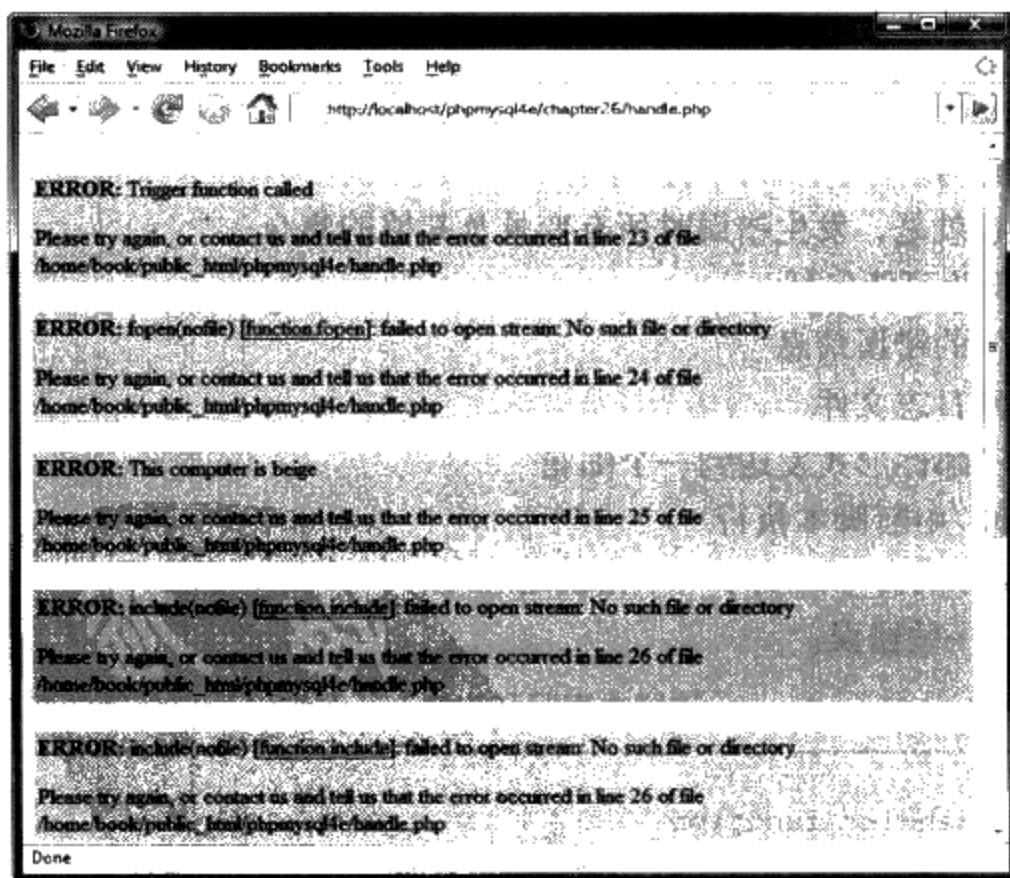 Mozilla Firefox
File Edit View History Bookmarks Tools Help
http://localhost/phpmysql4e/chapter26/handle.php
ERROR: Trigger function called
Please try again, or contact us and tell us that the error occurred in line 23 of file
/home/book/public_html/phpmysql4e/handle.php
ERROR: fopen(nofile) [function.fopen]: failed to open stream: No such file or directory
Please try again, or contact us and tell us that the error occurred in line 24 of file
/home/book/public_html/phpmysql4e/handle.php
ERROR: This computer is beige
Please try again, or contact us and tell us that the error occurred in line 25 of file
/home/book/public_html/phpmysql4e/handle.php
ERROR: include(nofile) [function.include]: failed to open stream: No such file or directory
Please try again, or contact us and tell us that the error occurred in line 26 of file
/home/book/public_html/phpmysql4e/handle.php
ERROR: include(nofile) [function.include]: failed to open stream: No such file or directory
Please try again, or contact us and tell us that the error occurred in line 26 of file
/home/book/public_html/phpmysql4e/handle.php
Done